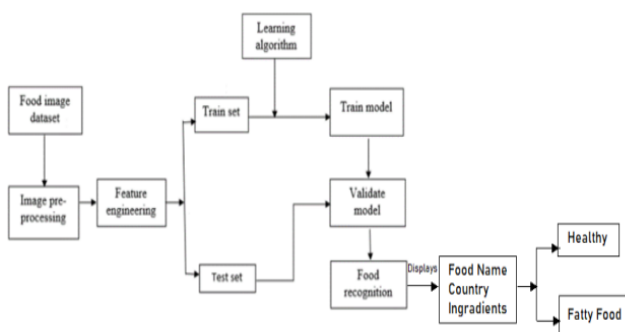 Learning
algorithm
Food image
dataset
Train set
Train model
Image pre-
processing
Feature
engineering
Validate
model
Test set
Food
recognition
Displays
Food Name
Country
Ingradients
Healthy
Fatty Food